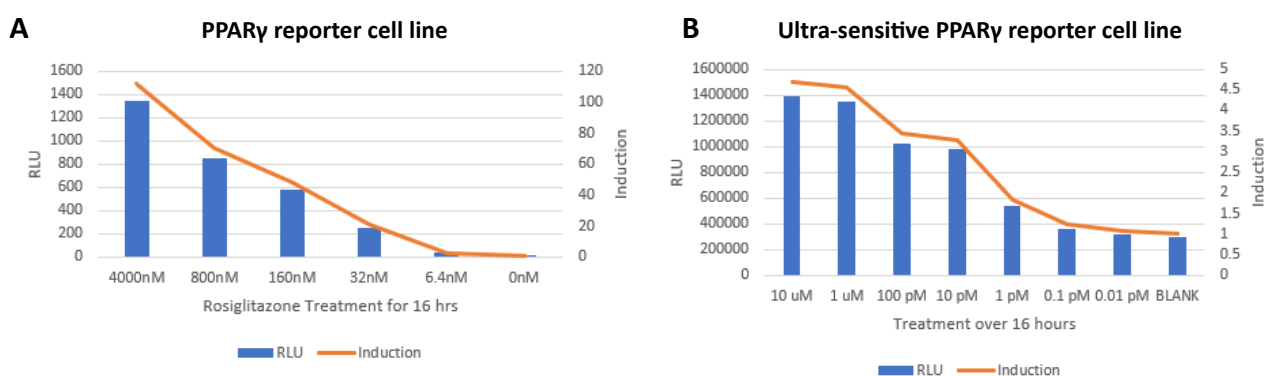 A
PPARγ reporter cell line
RLU
1600
1400
1200
1000
800
600
400
200
0
120
100
80
60
40
20
0
Induction
4000nM 800nM 160nM 32nM 6.4nM 0nM
Rosiglitazone Treatment for 16 hrs
RLU Induction
B
Ultra-sensitive PPARγ reporter cell line
RLU
1600000
1400000
1200000
1000000
800000
600000
400000
200000
0
5
4.5
4
3.5
3
2.5
2
1.5
1
0.5
0
Induction
10 uM 1 uM 100 pM 10 pM 1 pM 0.1 pM 0.01 pM BLANK
Treatment over 16 hours
RLU Induction